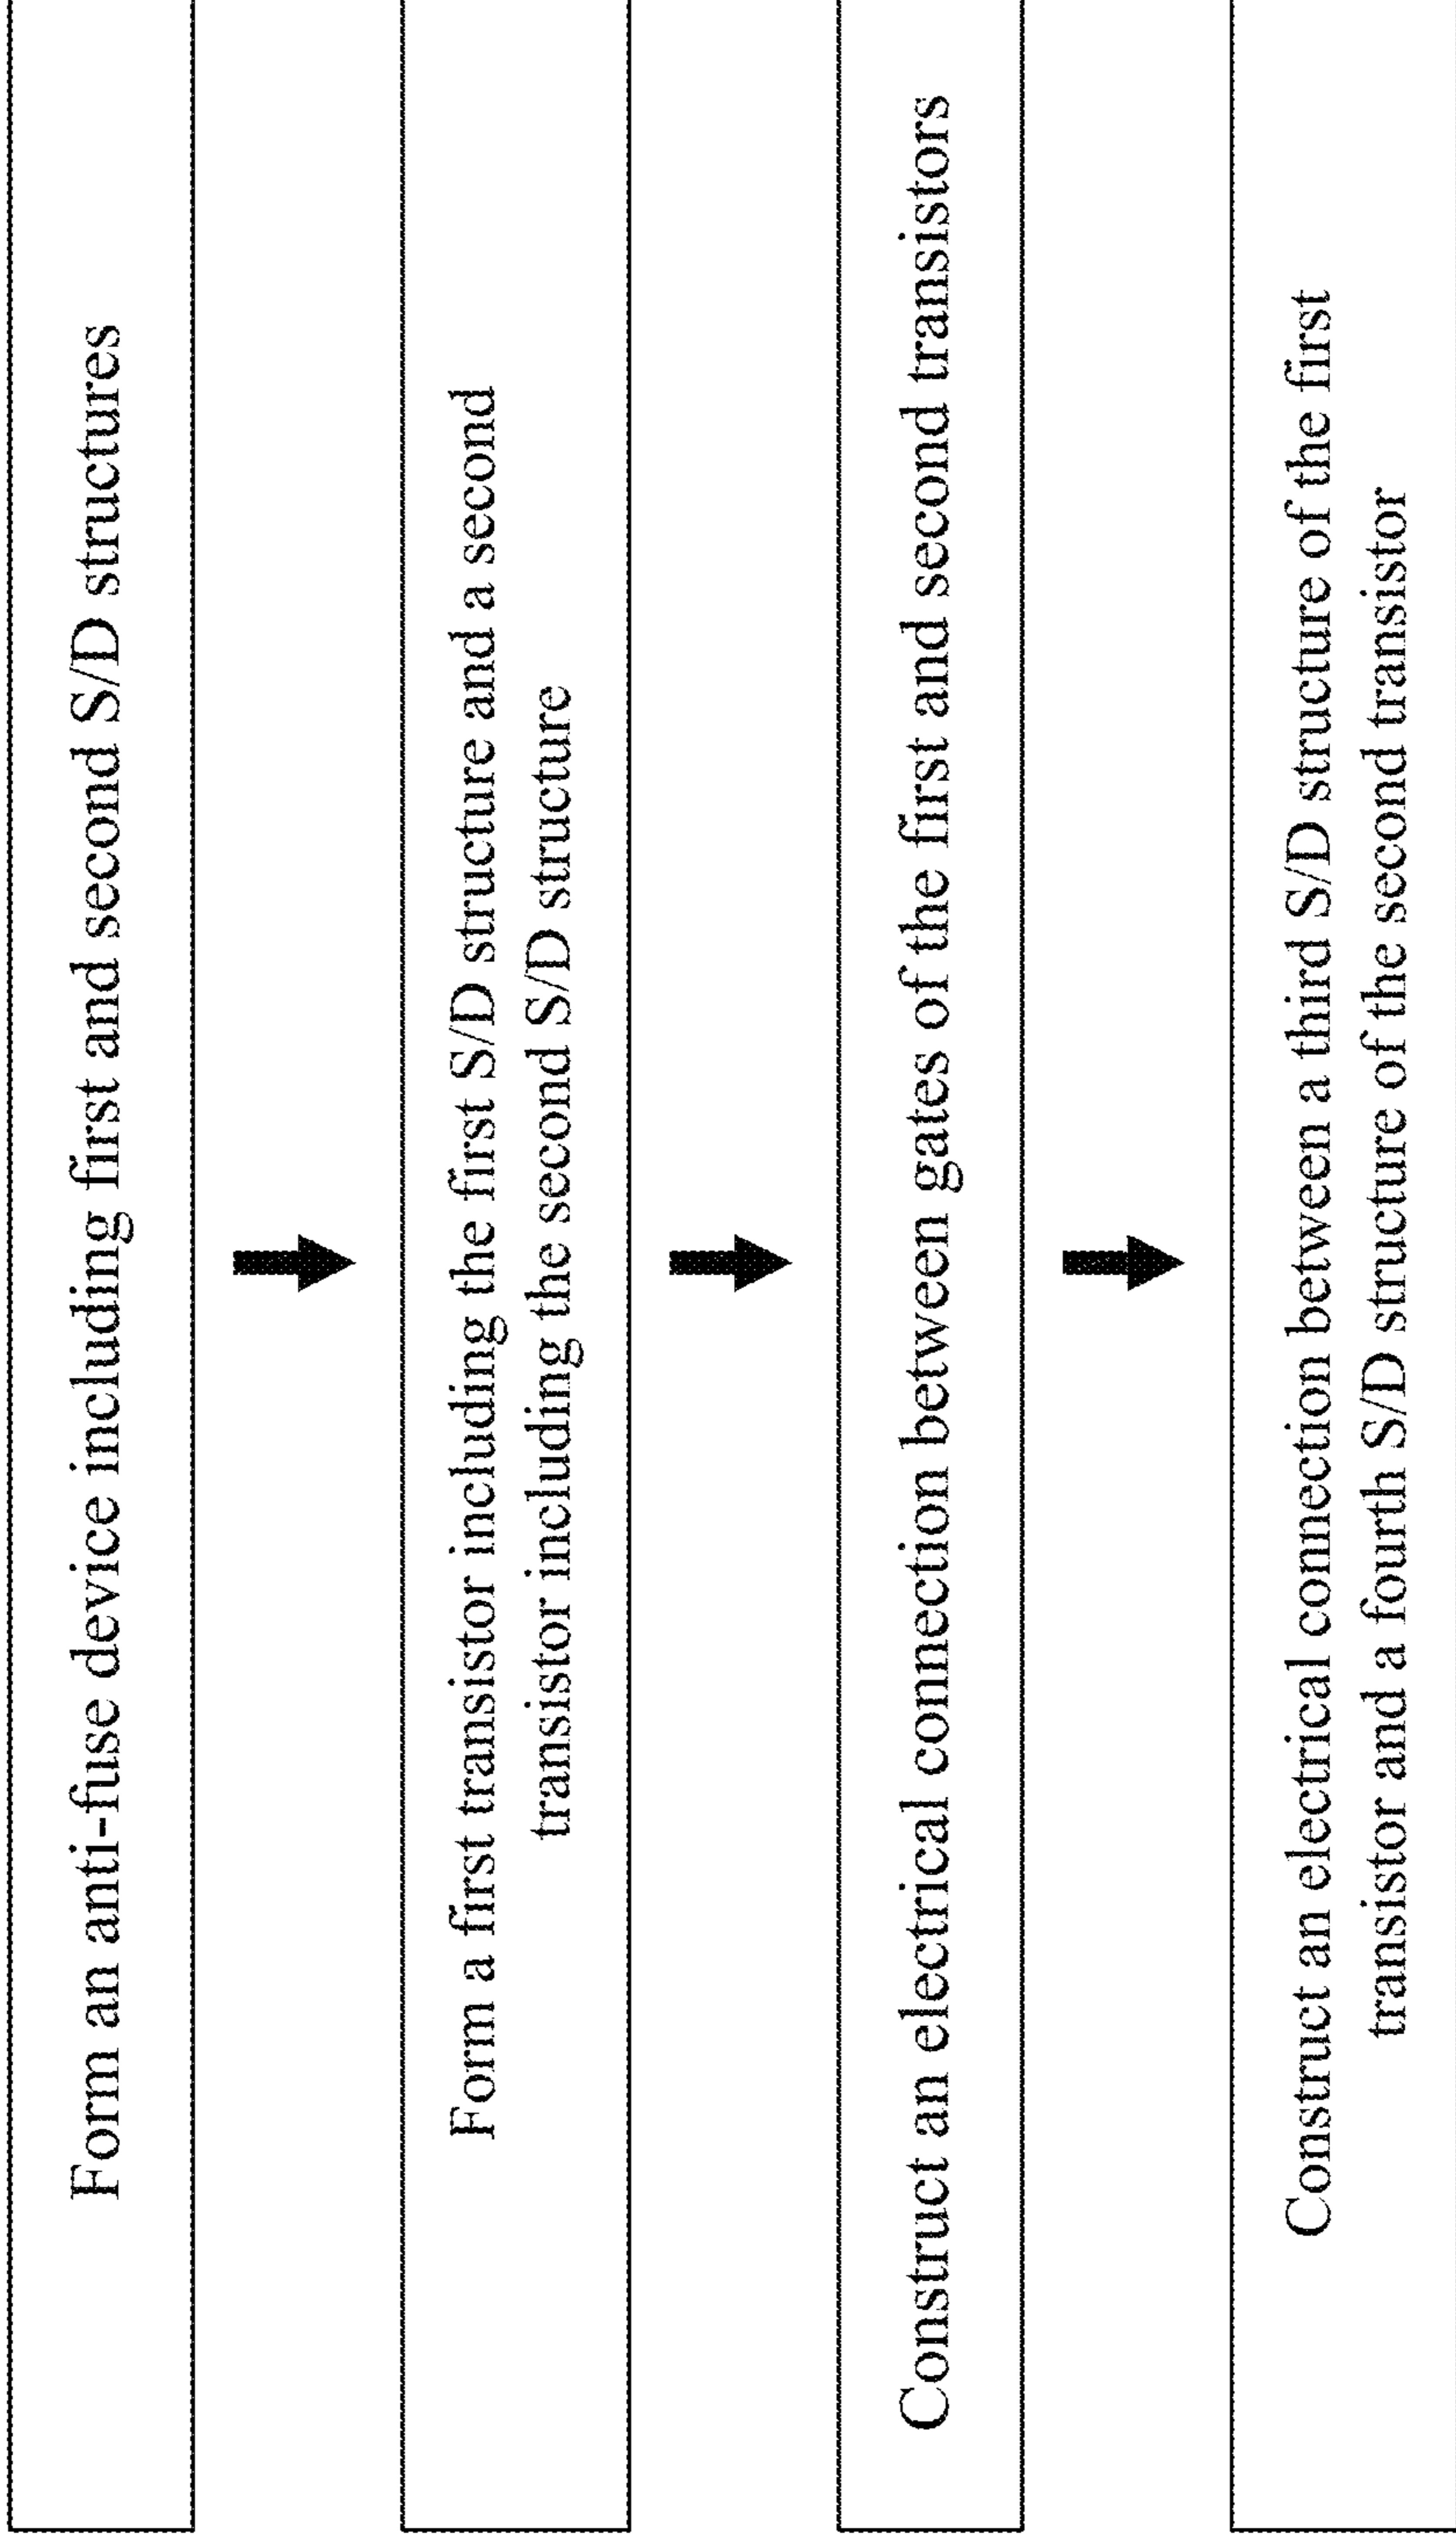 Form an anti-fuse device including first and second S/D structures
Form a first transistor including the first S/D structure and a second
transistor including the second S/D structure
Construct an electrical connection between gates of the first and second transistors
Construct an electrical connection between a third S/D structure of the first
transistor and a fourth S/D structure of the second transistor